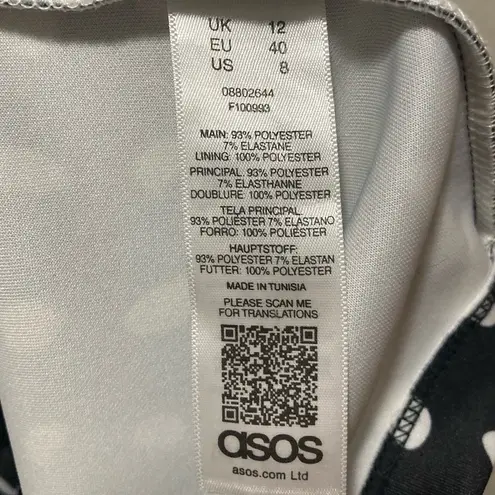 UK 12
EU 40
US 8
08802644
F100993
MAIN: 93% POLYESTER
7% ELASTANE
LINING: 100% POLYESTER
PRINCIPAL. 93% POLYESTER
7% ELASTHANNE
DOUBLURE: 100% POLYESTER
TELA PRINCIPAL
93% POLIÉSTER 7% ELASTANO
FORRO: 100% POLIÉSTER
HAUPTSTOFF:
93% POLYESTER 7% ELASTAN
FUTTER: 100% POLYESTER
MADE IN TUNISIA
PLEASE SCAN ME
FOR TRANSLATIONS
asos
asos.com Ltd